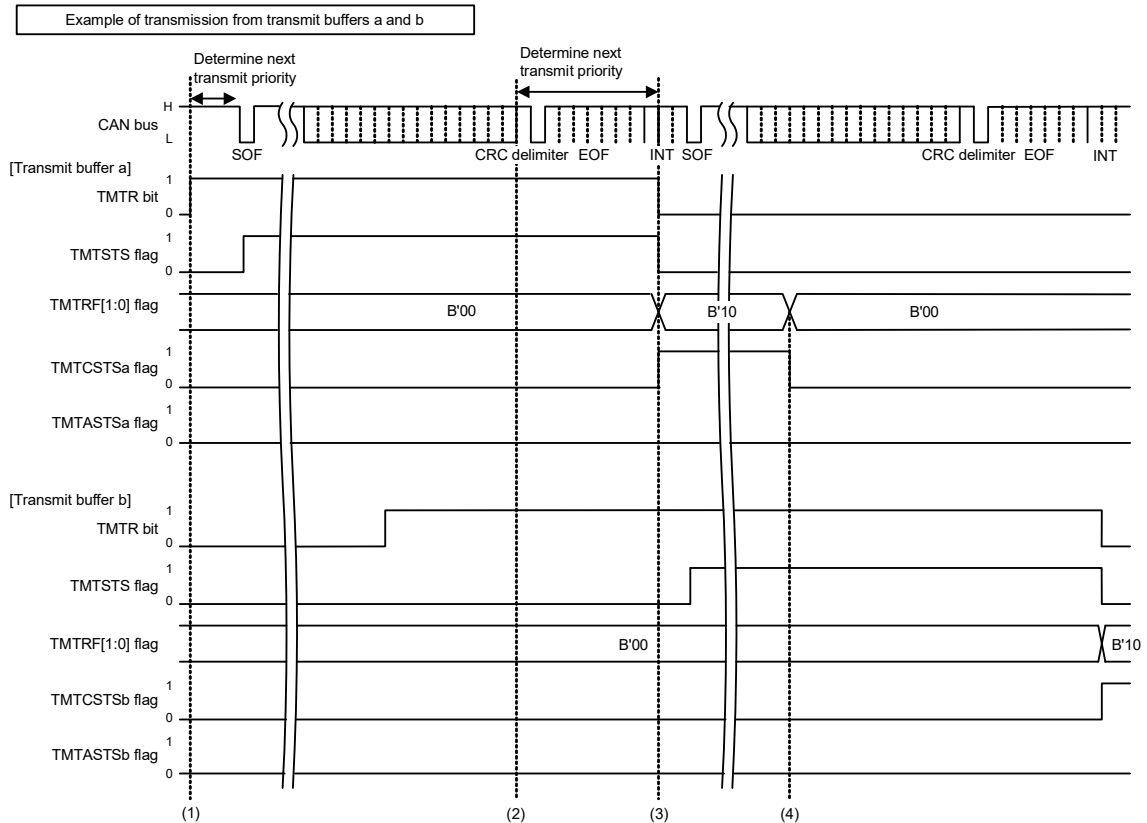 Example of transmission from transmit buffers a and b
Determine next
transmit priority
Determine next
transmit priority
H
CAN bus
L
SOF
CRC delimiter
EOF
INT
SOF
CRC delimiter
EOF
INT
[Transmit buffer a]
1
TMTR bit
0
1
TMTSTS flag
0
TMTRF[1:0] flag
B'00
B'10
B'00
1
TMTCSTSa flag
0
1
TMTASTSa flag
0
[Transmit buffer b]
1
TMTR bit
0
1
TMTSTS flag
0
TMTRF[1:0] flag
B'00
B'10
1
TMTCSTSb flag
0
1
TMTASTSb flag
0
(1)
(2)
(3)
(4)